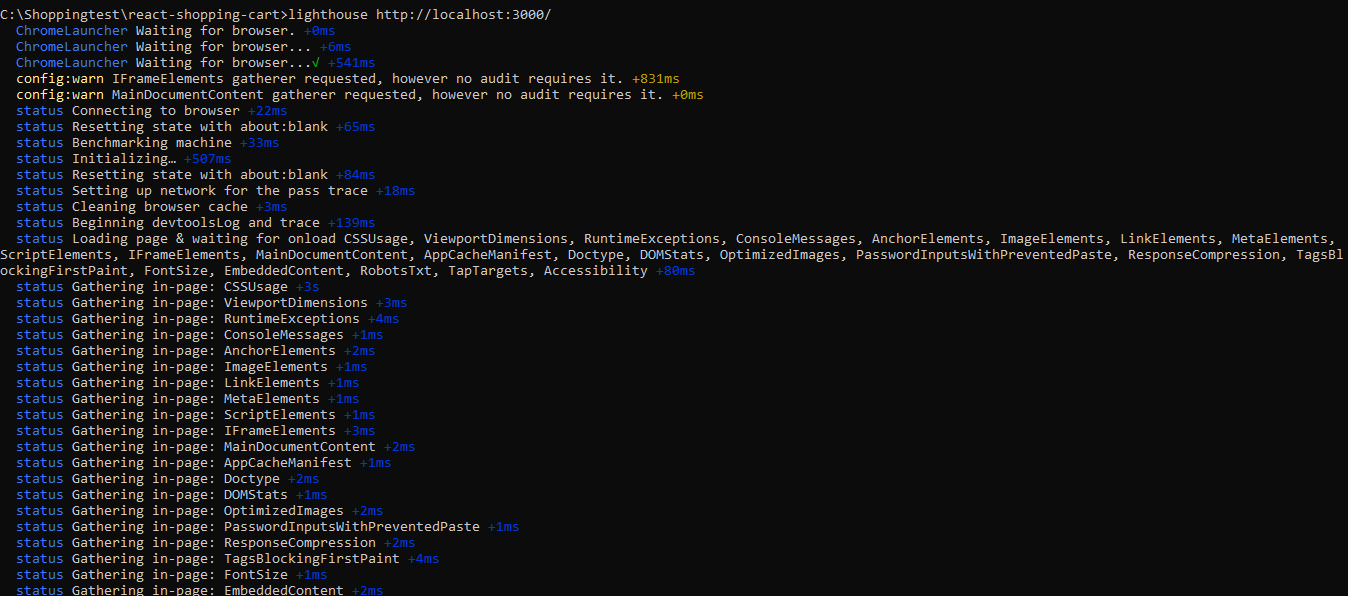 C:\Shoppingtest\react-shopping-cart>lighthouse http://localhost:3000/
ChromeLauncher Waiting for browser. +0ms
ChromeLauncher Waiting for browser... +6ms
ChromeLauncher Waiting for browser...√ +541ms
config:warn IFrameElements gatherer requested, however no audit requires it. +831ms
config:warn MainDocumentContent gatherer requested, however no audit requires it. +0ms
status Connecting to browser +22ms
status Resetting state with about:blank +65ms
status Benchmarking machine +33ms
status Initializing… +507ms
status Resetting state with about:blank +84ms
status Setting up network for the pass trace +18ms
status Cleaning browser cache +3ms
status Beginning devtoolsLog and trace +139ms
status Loading page & waiting for onload CSSUsage, ViewportDimensions, RuntimeExceptions, ConsoleMessages, AnchorElements, ImageElements, LinkElements, MetaElements,
ScriptElements, IFrameElements, MainDocumentContent, AppCacheManifest, Doctype, DOMStats, OptimizedImages, PasswordInputsWithPreventedPaste, ResponseCompression, TagsBl
ockingFirstPaint, FontSize, EmbeddedContent, RobotsTxt, TapTargets, Accessibility +80ms
status Gathering in-page: CSSUsage +3s
status Gathering in-page: ViewportDimensions +3ms
status Gathering in-page: RuntimeExceptions +4ms
status Gathering in-page: ConsoleMessages +1ms
status Gathering in-page: AnchorElements +2ms
status Gathering in-page: ImageElements +1ms
status Gathering in-page: LinkElements +1ms
status Gathering in-page: MetaElements +1ms
status Gathering in-page: ScriptElements +1ms
status Gathering in-page: IFrameElements +3ms
status Gathering in-page: MainDocumentContent +2ms
status Gathering in-page: AppCacheManifest +1ms
status Gathering in-page: Doctype +2ms
status Gathering in-page: DOMStats +1ms
status Gathering in-page: OptimizedImages +2ms
status Gathering in-page: PasswordInputsWithPreventedPaste +1ms
status Gathering in-page: ResponseCompression +2ms
status Gathering in-page: TagsBlockingFirstPaint +4ms
status Gathering in-page: FontSize +1ms
status Gathering in-page: EmbeddedContent +2ms